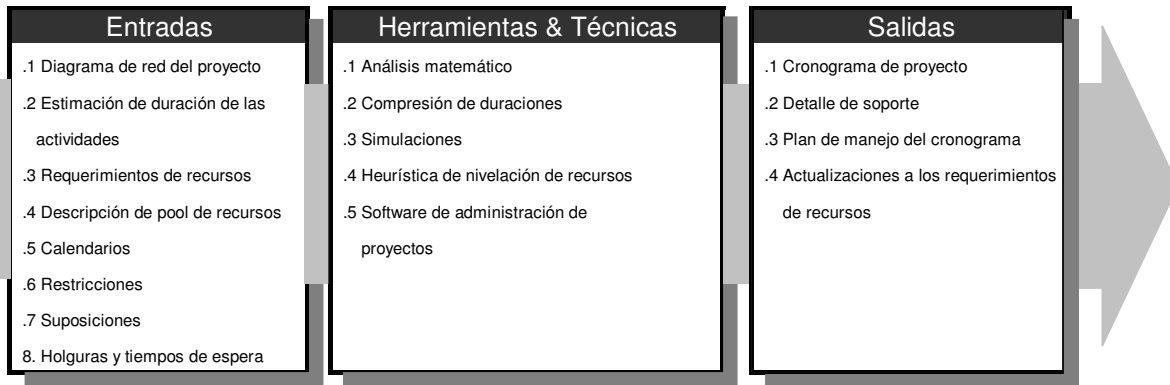 Entradas
.1 Diagrama de red del proyecto
.2 Estimación de duración de las
actividades
.3 Requerimientos de recursos
.4 Descripción de pool de recursos
.5 Calendarios
.6 Restricciones
.7 Suposiciones
8. Holguras y tiempos de espera
Herramientas & Técnicas
.1 Análisis matemático
.2 Compresión de duraciones
.3 Simulaciones
.4 Heurística de nivelación de recursos
.5 Software de administración de
proyectos
Salidas
.1 Cronograma de proyecto
.2 Detalle de soporte
.3 Plan de manejo del cronograma
.4 Actualizaciones a los requerimientos
de recursos